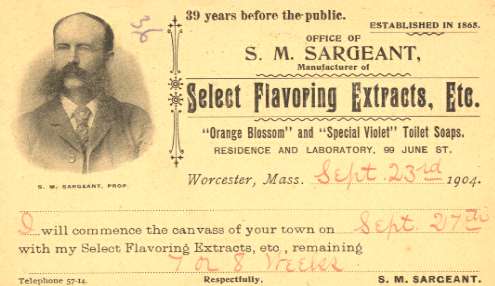 36
39 years before the public.
ESTABLISHED IN 1865.
OFFICE OF
S. M. SARGEANT,
Manufacturer of
Select Flavoring Extracts, Etc.
"Orange Blossom" and "Special Violet" Toilet Soaps.
RESIDENCE AND LABORATORY, 99 JUNE ST.
S. M. SARGEANT, PROP.
Worcester, Mass. Sept. 23rd 1904.
I will commence the canvass of your town on Sept. 27th
with my Select Flavoring Extracts, etc., remaining
7 or 8 Weeks
Telephone 57-14. Respectfully, S. M. SARGEANT.